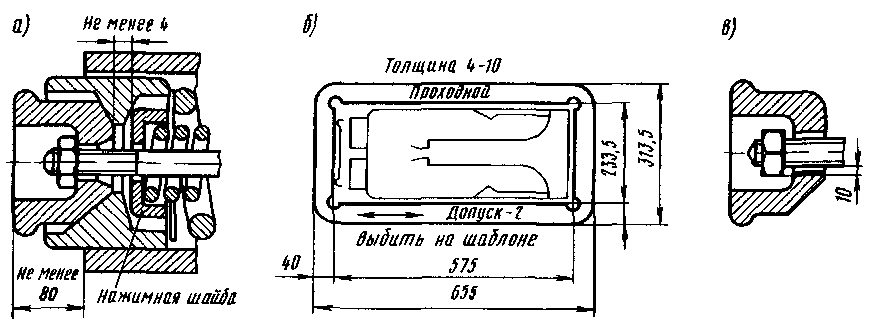 а)
Не менее 4
Не менее
80
Нажимная шайба
б)
Толщина 4-10
Проходной
Допуск-2
Выбить на шаблоне
233,5
313,5
40
575
655
в)
10